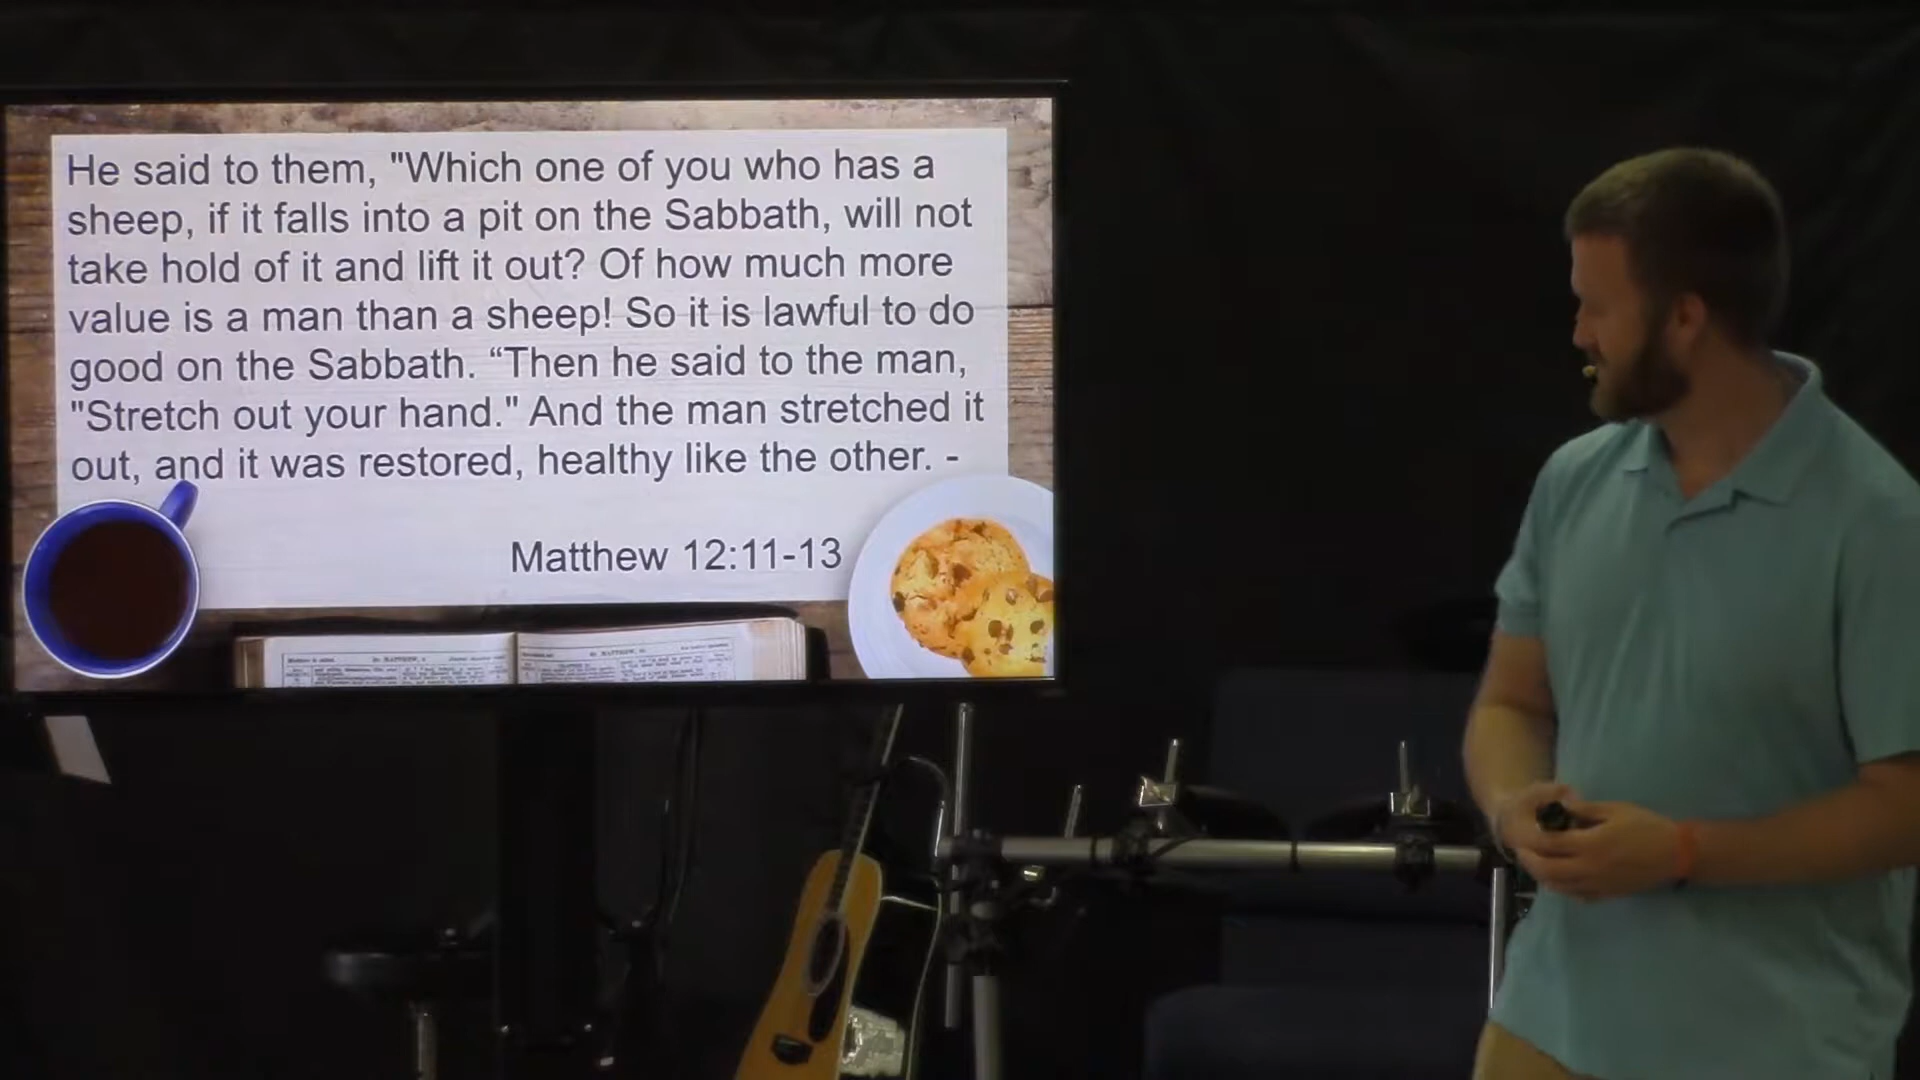 He said to them, "Which one of you who has a
sheep, if it falls into a pit on the Sabbath, will not
take hold of it and lift it out? Of how much more
value is a man than a sheep! So it is lawful to do
good on the Sabbath. “Then he said to the man,
"Stretch out your hand." And the man stretched it
out, and it was restored, healthy like the other. -
Matthew 12:11-13